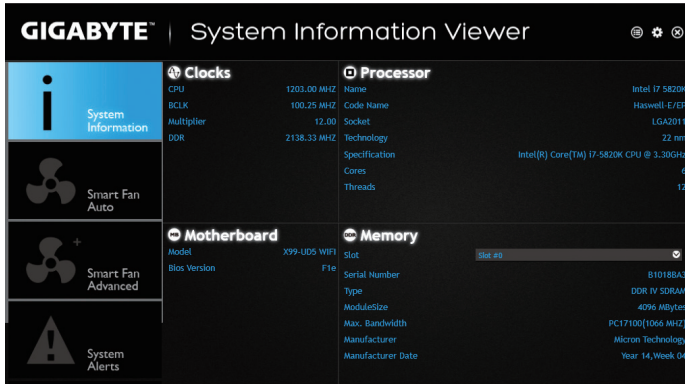 GIGABYTE™ | System Information Viewer
System
Information
Smart Fan
Auto
Smart Fan
Advanced
System
Alerts
Clocks
CPU 1203.00 MHZ
BCLK 100.25 MHZ
Multiplier 12.00
DDR 2138.33 MHZ
Processor
Name Intel I7 5820K
Code Name Haswell-E/EP
Socket LGA2011
Technology 22 nm
Specification Intel(R) Core(TM) i7-5820K CPU @ 3.30GHz
Cores 6
Threads 12
MB Motherboard
Model X99-UD5 WIFI
Bios Version F1e
DDR Memory
Slot Slot #0
Serial Number B1018BA3
Type DDR IV SDRAM
ModuleSize 4096 MBytes
Max. Bandwidth PC17100[1066 MHZ]
Manufacturer Micron Technology
Manufacturer Date Year 14,Week 04